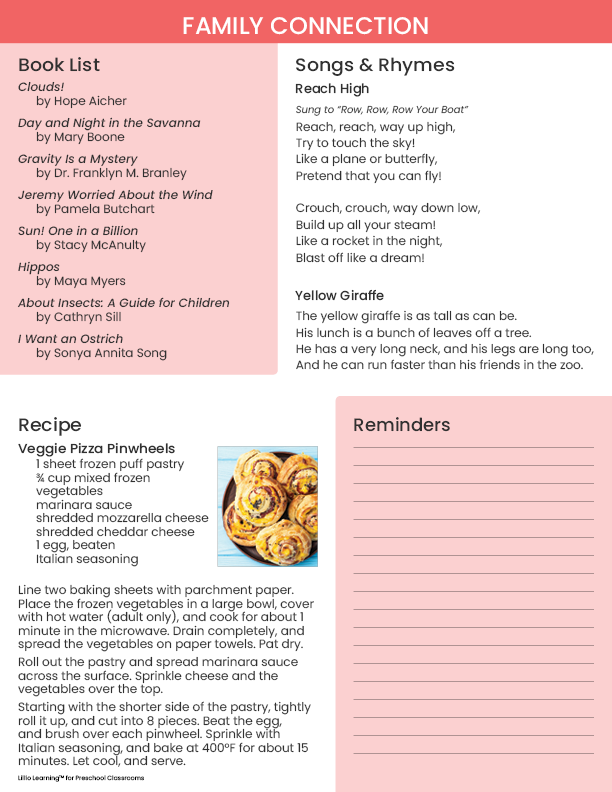 FAMILY CONNECTION
Book List
Clouds!
by Hope Aicher
Day and Night in the Savanna
by Mary Boone
Gravity Is a Mystery
by Dr. Franklyn M. Branley
Jeremy Worried About the Wind
by Pamela Butchart
Sun! One in a Billion
by Stacy McAnulty
Hippos
by Maya Myers
About Insects: A Guide for Children
by Cathryn Sill
I Want an Ostrich
by Sonya Annita Song
Songs & Rhymes
Reach High
Sung to “Row, Row, Row Your Boat”
Reach, reach, way up high,
Try to touch the sky!
Like a plane or butterfly,
Pretend that you can fly!
Crouch, crouch, way down low,
Build up all your steam!
Like a rocket in the night,
Blast off like a dream!
Yellow Giraffe
The yellow giraffe is as tall as can be.
His lunch is a bunch of leaves off a tree.
He has a very long neck, and his legs are long too,
And he can run faster than his friends in the zoo.
Recipe
Veggie Pizza Pinwheels
1 sheet frozen puff pastry
¾ cup mixed frozen
vegetables
marinara sauce
shredded mozzarella cheese
shredded cheddar cheese
1 egg, beaten
Italian seasoning
Line two baking sheets with parchment paper.
Place the frozen vegetables in a large bowl, cover
with hot water (adult only), and cook for about 1
minute in the microwave. Drain completely, and
spread the vegetables on paper towels. Pat dry.
Roll out the pastry and spread marinara sauce
across the surface. Sprinkle cheese and the
vegetables over the top.
Starting with the shorter side of the pastry, tightly
roll it up, and cut into 8 pieces. Beat the egg,
and brush over each pinwheel. Sprinkle with
Italian seasoning, and bake at 400°F for about 15
minutes. Let cool, and serve.
Lillio Learning™ for Preschool Classrooms
Reminders